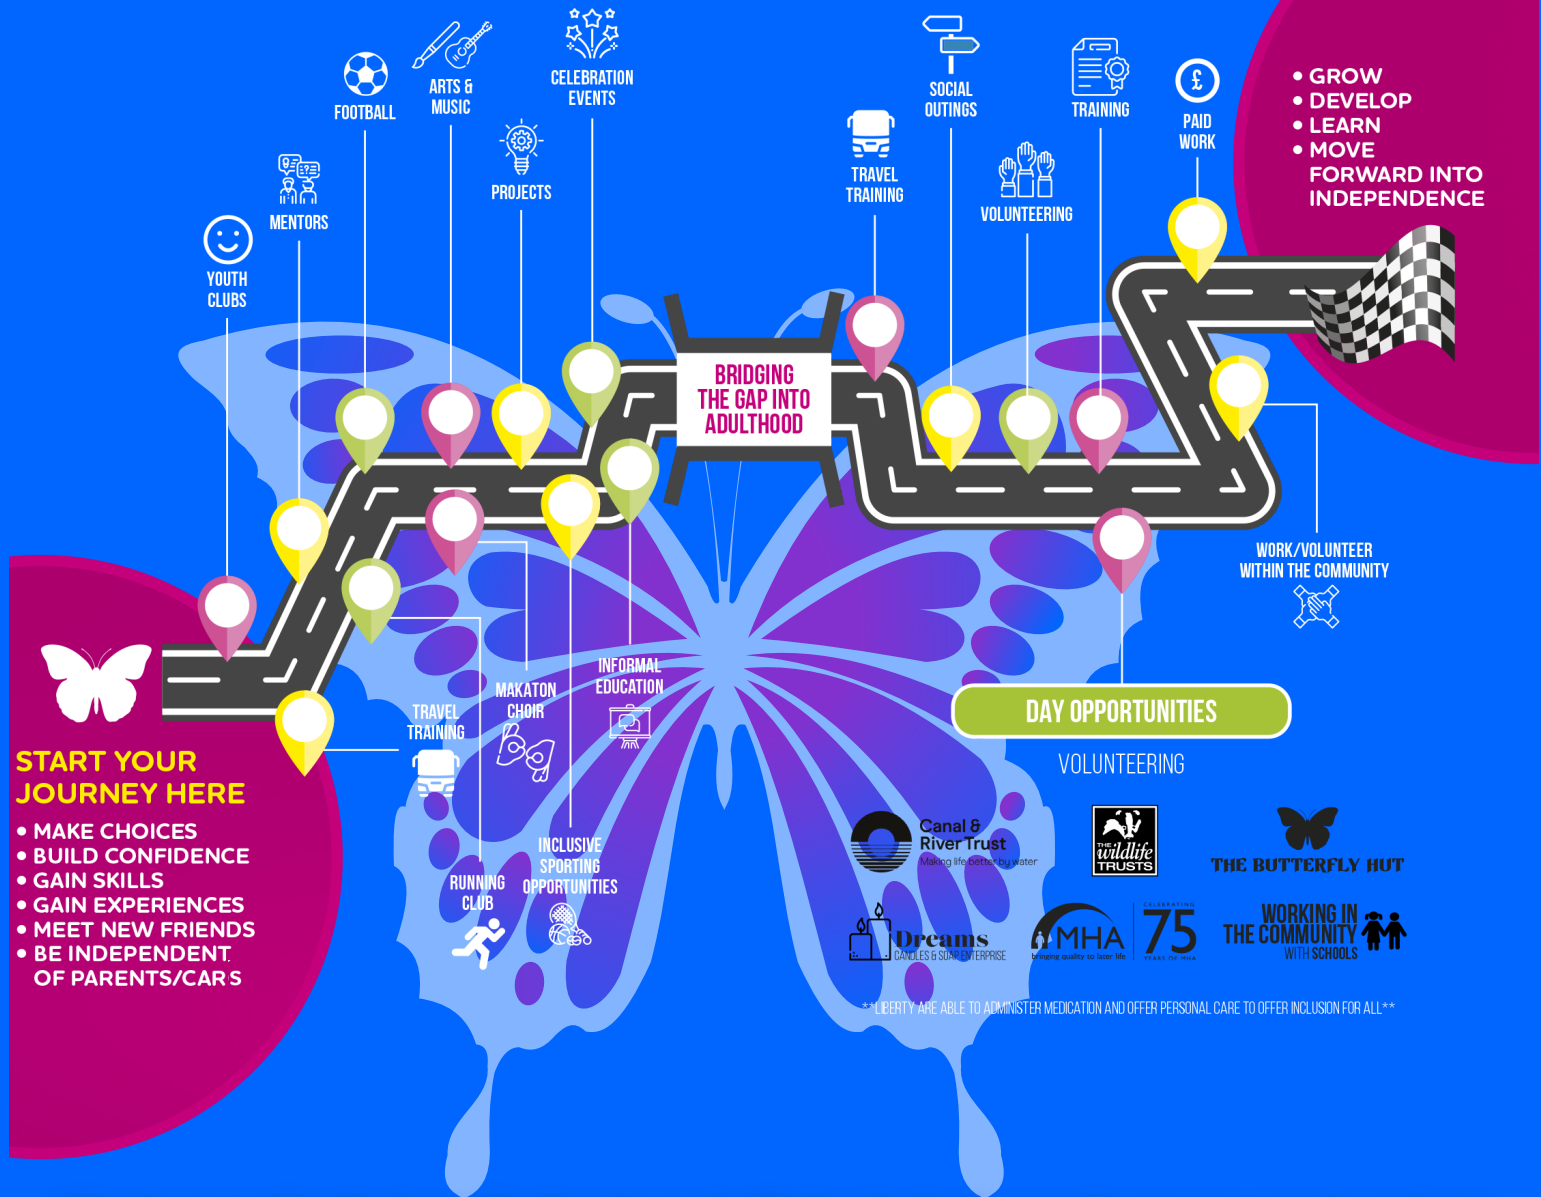 YOUTH
CLUBS
MENTORS
FOOTBALL
ARTS &
MUSIC
PROJECTS
CELEBRATION
EVENTS
TRAVEL
TRAINING
SOCIAL
OUTINGS
VOLUNTEERING
TRAINING
£
PAID
WORK
• GROW
• DEVELOP
• LEARN
• MOVE
FORWARD INTO
INDEPENDENCE
BRIDGING
THE GAP INTO
ADULTHOOD
WORK/VOLUNTEER
WITHIN THE COMMUNITY
START YOUR
JOURNEY HERE
• MAKE CHOICES
• BUILD CONFIDENCE
• GAIN SKILLS
• GAIN EXPERIENCES
• MEET NEW FRIENDS
• BE INDEPENDENT
OF PARENTS/CARS
TRAVEL
TRAINING
RUNNING
CLUB
MAKATON
CHOIR
INCLUSIVE
SPORTING
OPPORTUNITIES
INFORMAL
EDUCATION
DAY OPPORTUNITIES
VOLUNTEERING
Canal &
River Trust
Making life better by water
THE
wildlife
TRUSTS
THE BUTTERFLY HUT
Dreams
CANDLES & SOAP ENTERPRISE
MHA
bringing quality to later life
CELEBRATING
75
YEARS OF MHA
WORKING IN
THE COMMUNITY
WITH SCHOOLS
**LIBERTY ARE ABLE TO ADMINISTER MEDICATION AND OFFER PERSONAL CARE TO OFFER INCLUSION FOR ALL**